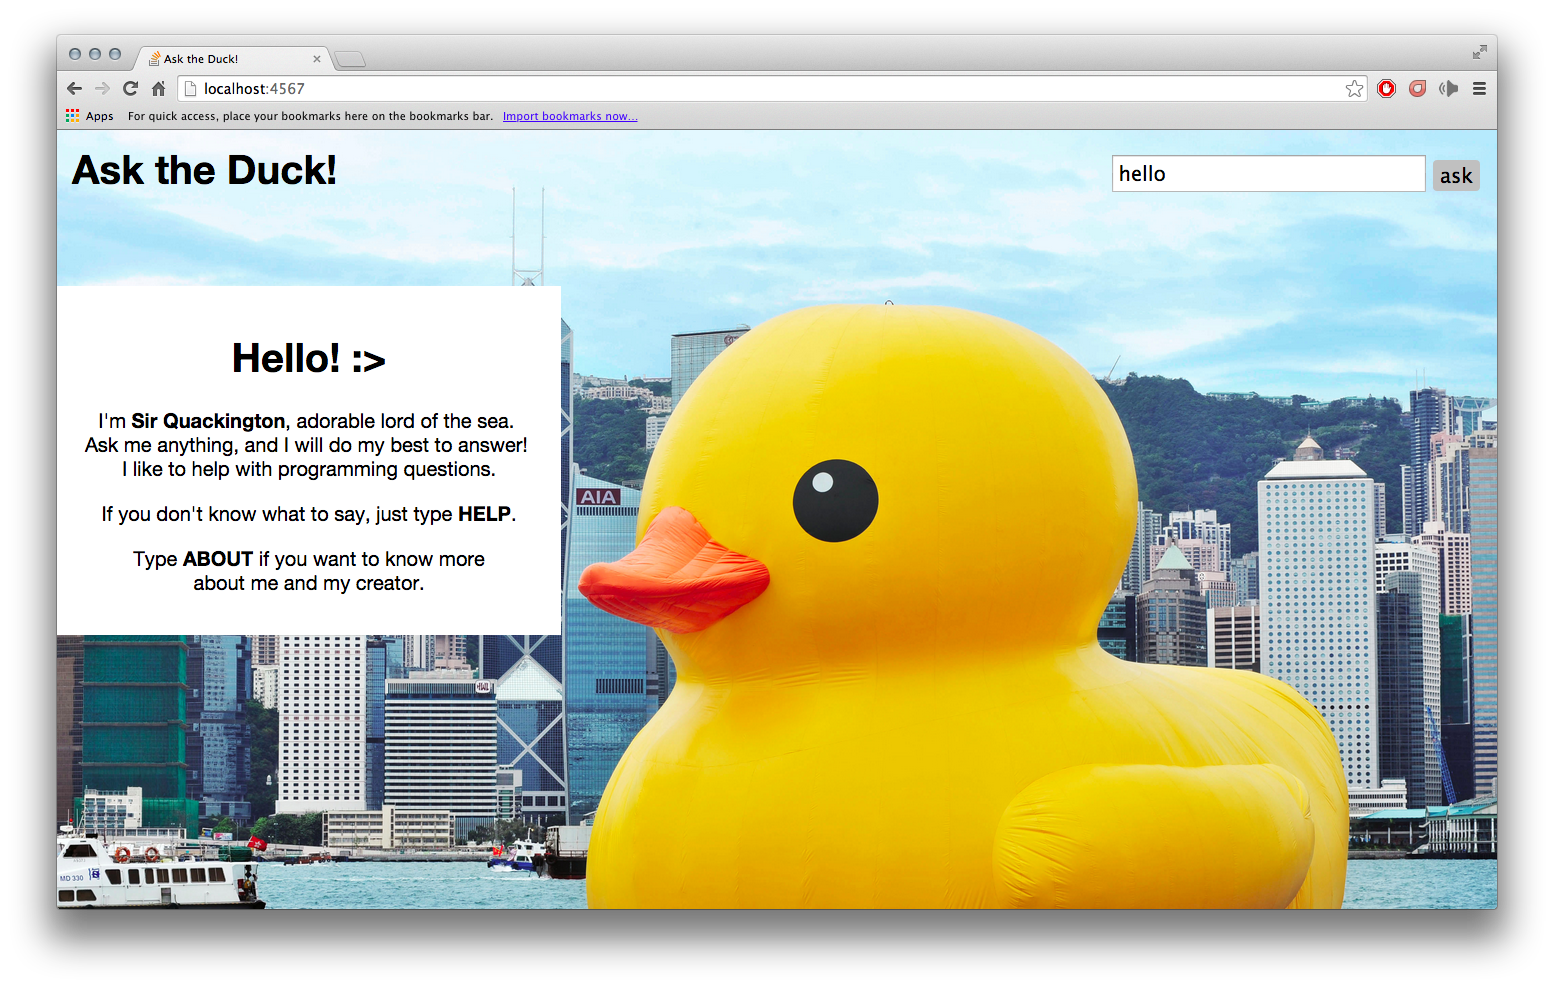 Ask the Duck!
localhost:4567
Apps For quick access, place your bookmarks here on the bookmarks bar. Import bookmarks now...
Ask the Duck!
hello ask
Hello! :>
I'm Sir Quackington, adorable lord of the sea.
Ask me anything, and I will do my best to answer!
I like to help with programming questions.
If you don't know what to say, just type HELP.
Type ABOUT if you want to know more
about me and my creator.
AIA
MD 330